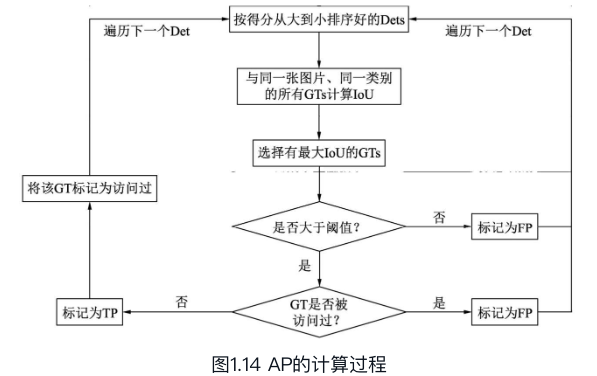 按得分从大到小排序好的Dets
遍历下一个Det
遍历下一个Det
与同一张图片、同一类别
的所有GTs计算IoU
选择有最大IoU的GTs
将该GT标记为访问过
是否大于阈值?
否
标记为FP
是
GT是否被
访问过?
否
标记为TP
是
标记为FP
图1.14 AP的计算过程